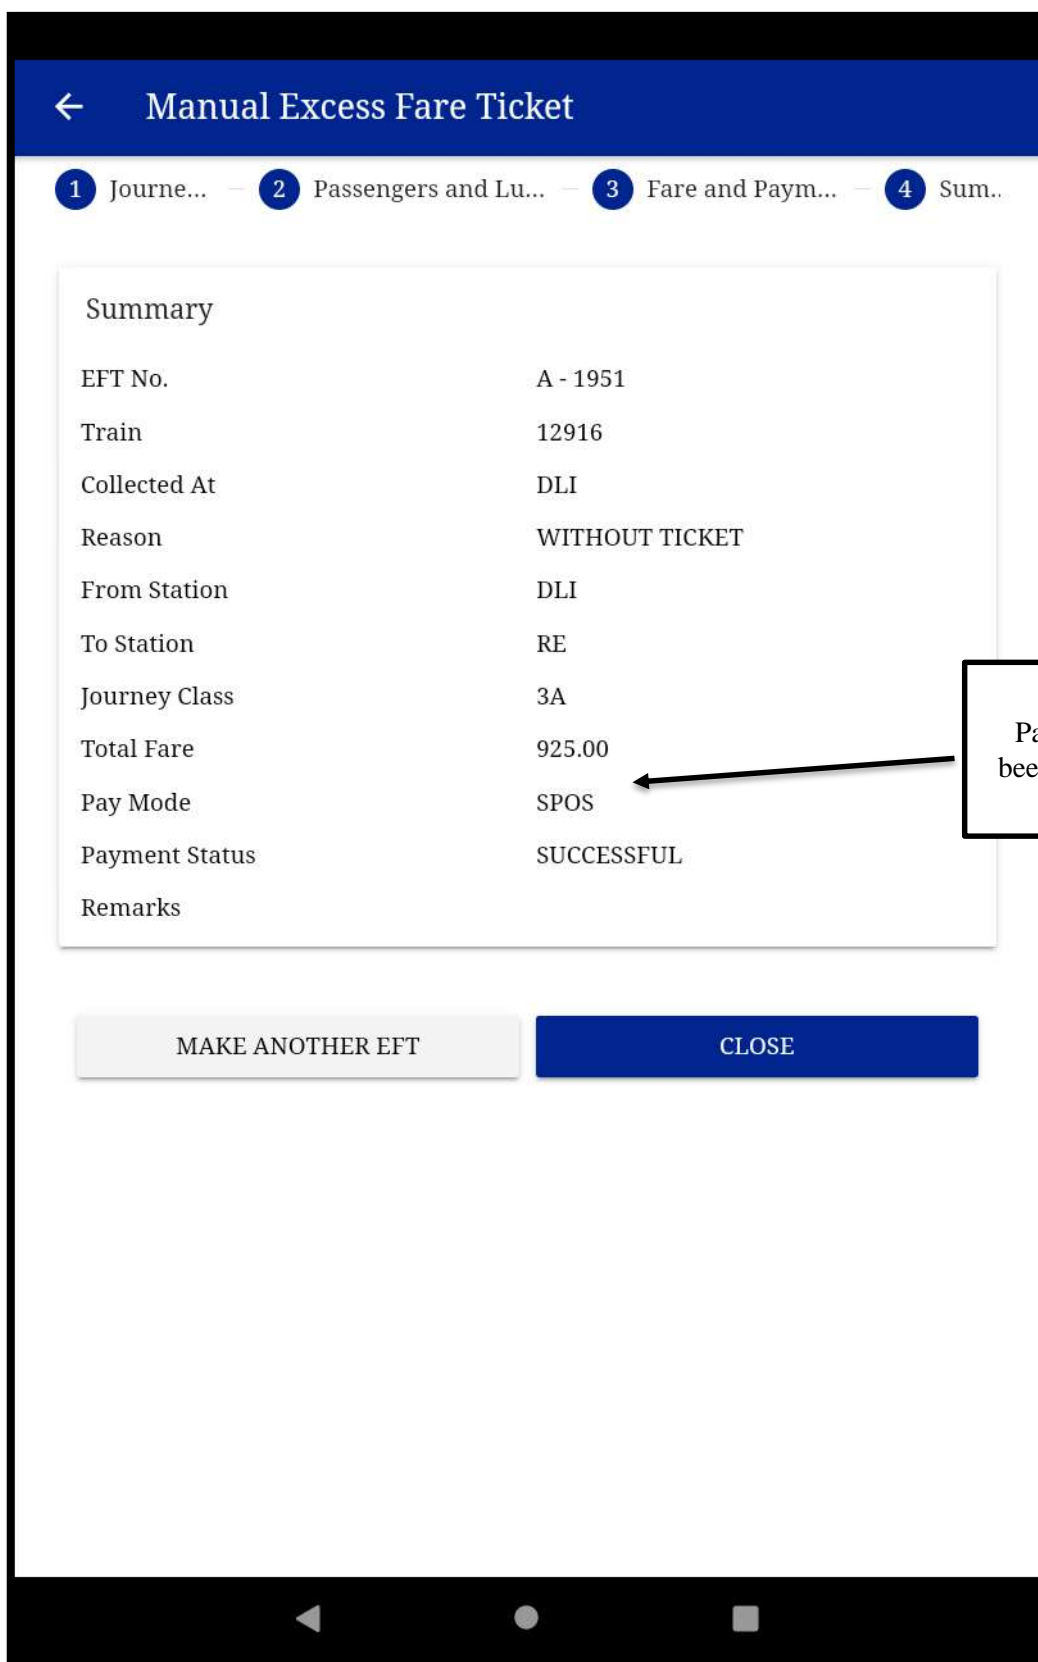 Manual Excess Fare Ticket
1 Journe... 2 Passengers and Lu... 3 Fare and Paym... 4 Sum..
Summary
EFT No. A - 1951
Train 12916
Collected At DLI
Reason WITHOUT TICKET
From Station DLI
To Station RE
Journey Class 3A
Total Fare 925.00
Pay Mode SPOS
Payment Status SUCCESSFUL
Remarks
MAKE ANOTHER EFT CLOSE